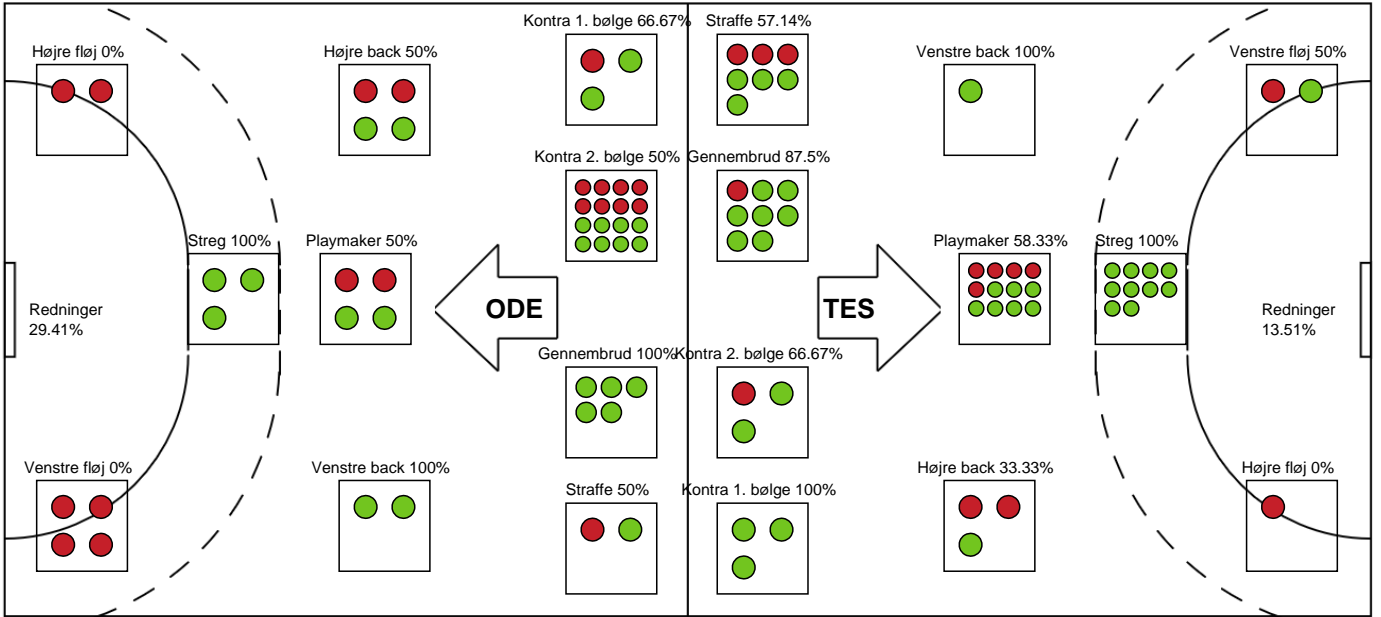 Kontra 1. bølge 66.67%
Straffe 57.14%
Højre fløj 0%
Højre back 50%
Venstre back 100%
Venstre fløj 50%
Kontra 2. bølge 50%
Gennembrud 87.5%
Streg 100%
Playmaker 50%
Playmaker 58.33%
Streg 100%
Redninger
29.41%
ODE
TES
Redninger
13.51%
Gennembrud 100%
Kontra 2. bølge 66.67%
Venstre fløj 0%
Venstre back 100%
Højre back 33.33%
Højre fløj 0%
Straffe 50%
Kontra 1. bølge 100%